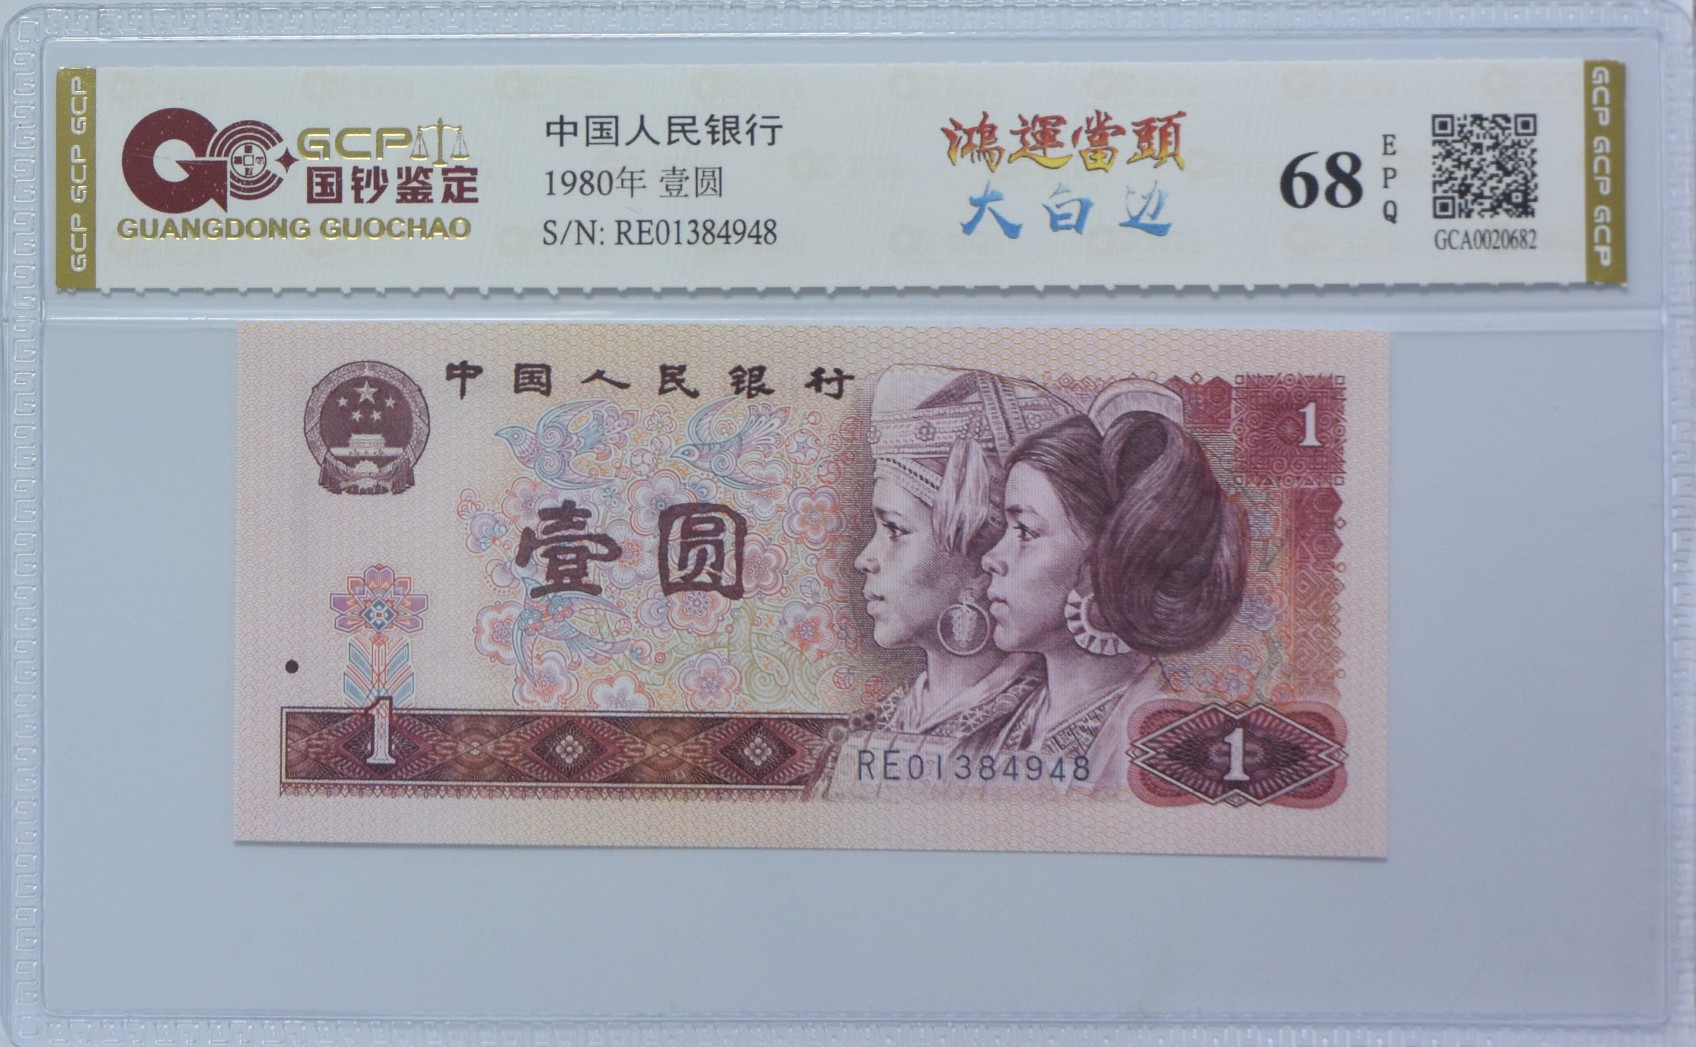 GCP GCP GCP
GCP
国钞鉴定
GUANGDONG GUOCHAO
中国人民银行
1980年 壹圆
S/N: RE01384948
鸿運當頭
大白边
68
EPQ
GCA0020682
GCP GCP GCP
中国人民银行
1
壹圆
1
RE01384948
1